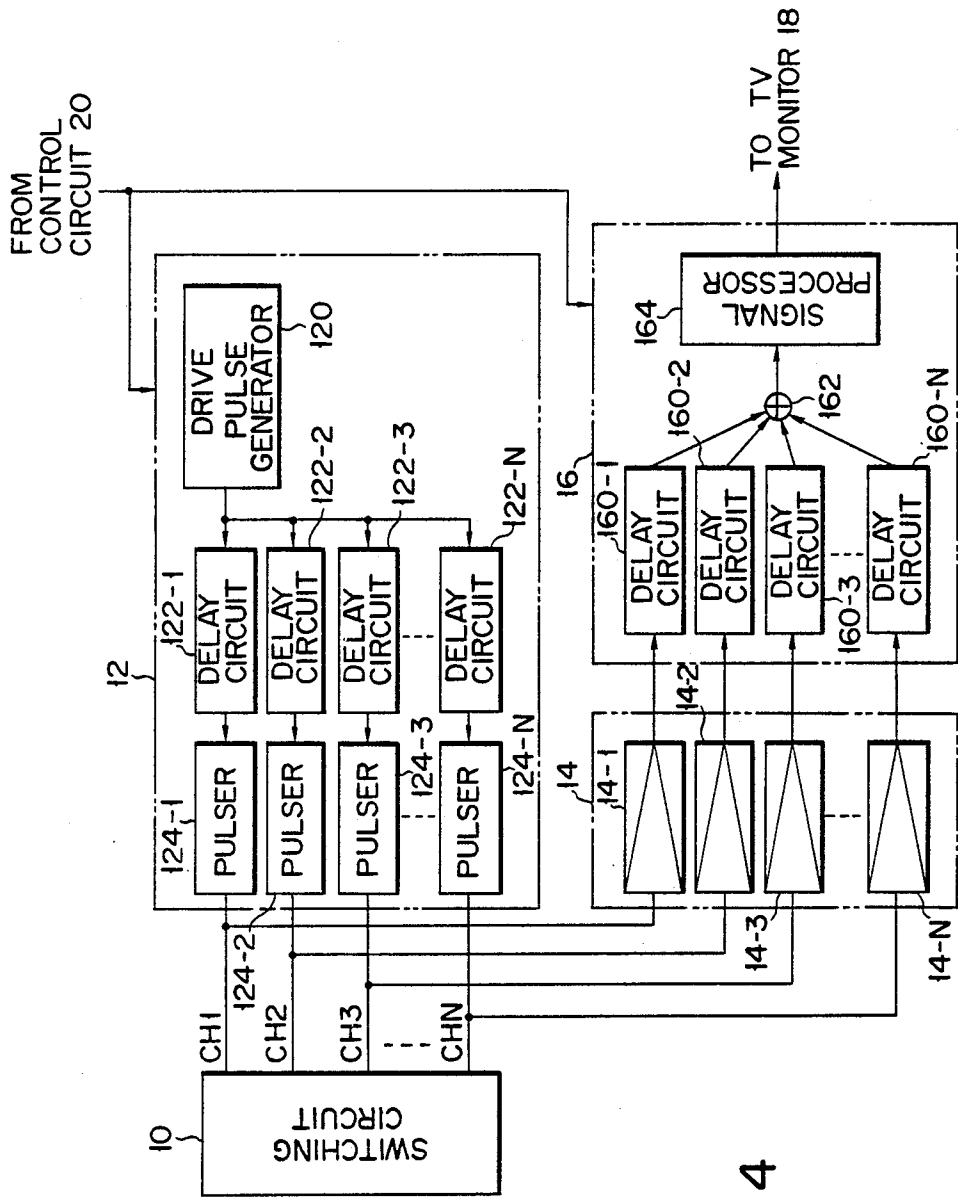 FROM
CONTROL
CIRCUIT 20
12
DRIVE
PULSE
GENERATOR
120
122-1
DELAY
CIRCUIT
DELAY
CIRCUIT
122-2
DELAY
CIRCUIT
122-3
DELAY
CIRCUIT
122-N
124-1
PULSER
PULSER
124-2
PULSER
124-3
PULSER
124-N
10
SWITCHING
CIRCUIT
CH1
CH2
CH3
CHN
14
14-1
14-2
14-3
14-N
16
160-1
DELAY
CIRCUIT
160-2
DELAY
CIRCUIT
DELAY
CIRCUIT
160-3
DELAY
CIRCUIT
160-N
162
164
SIGNAL
PROCESSOR
TO TV
MONITOR 18
4